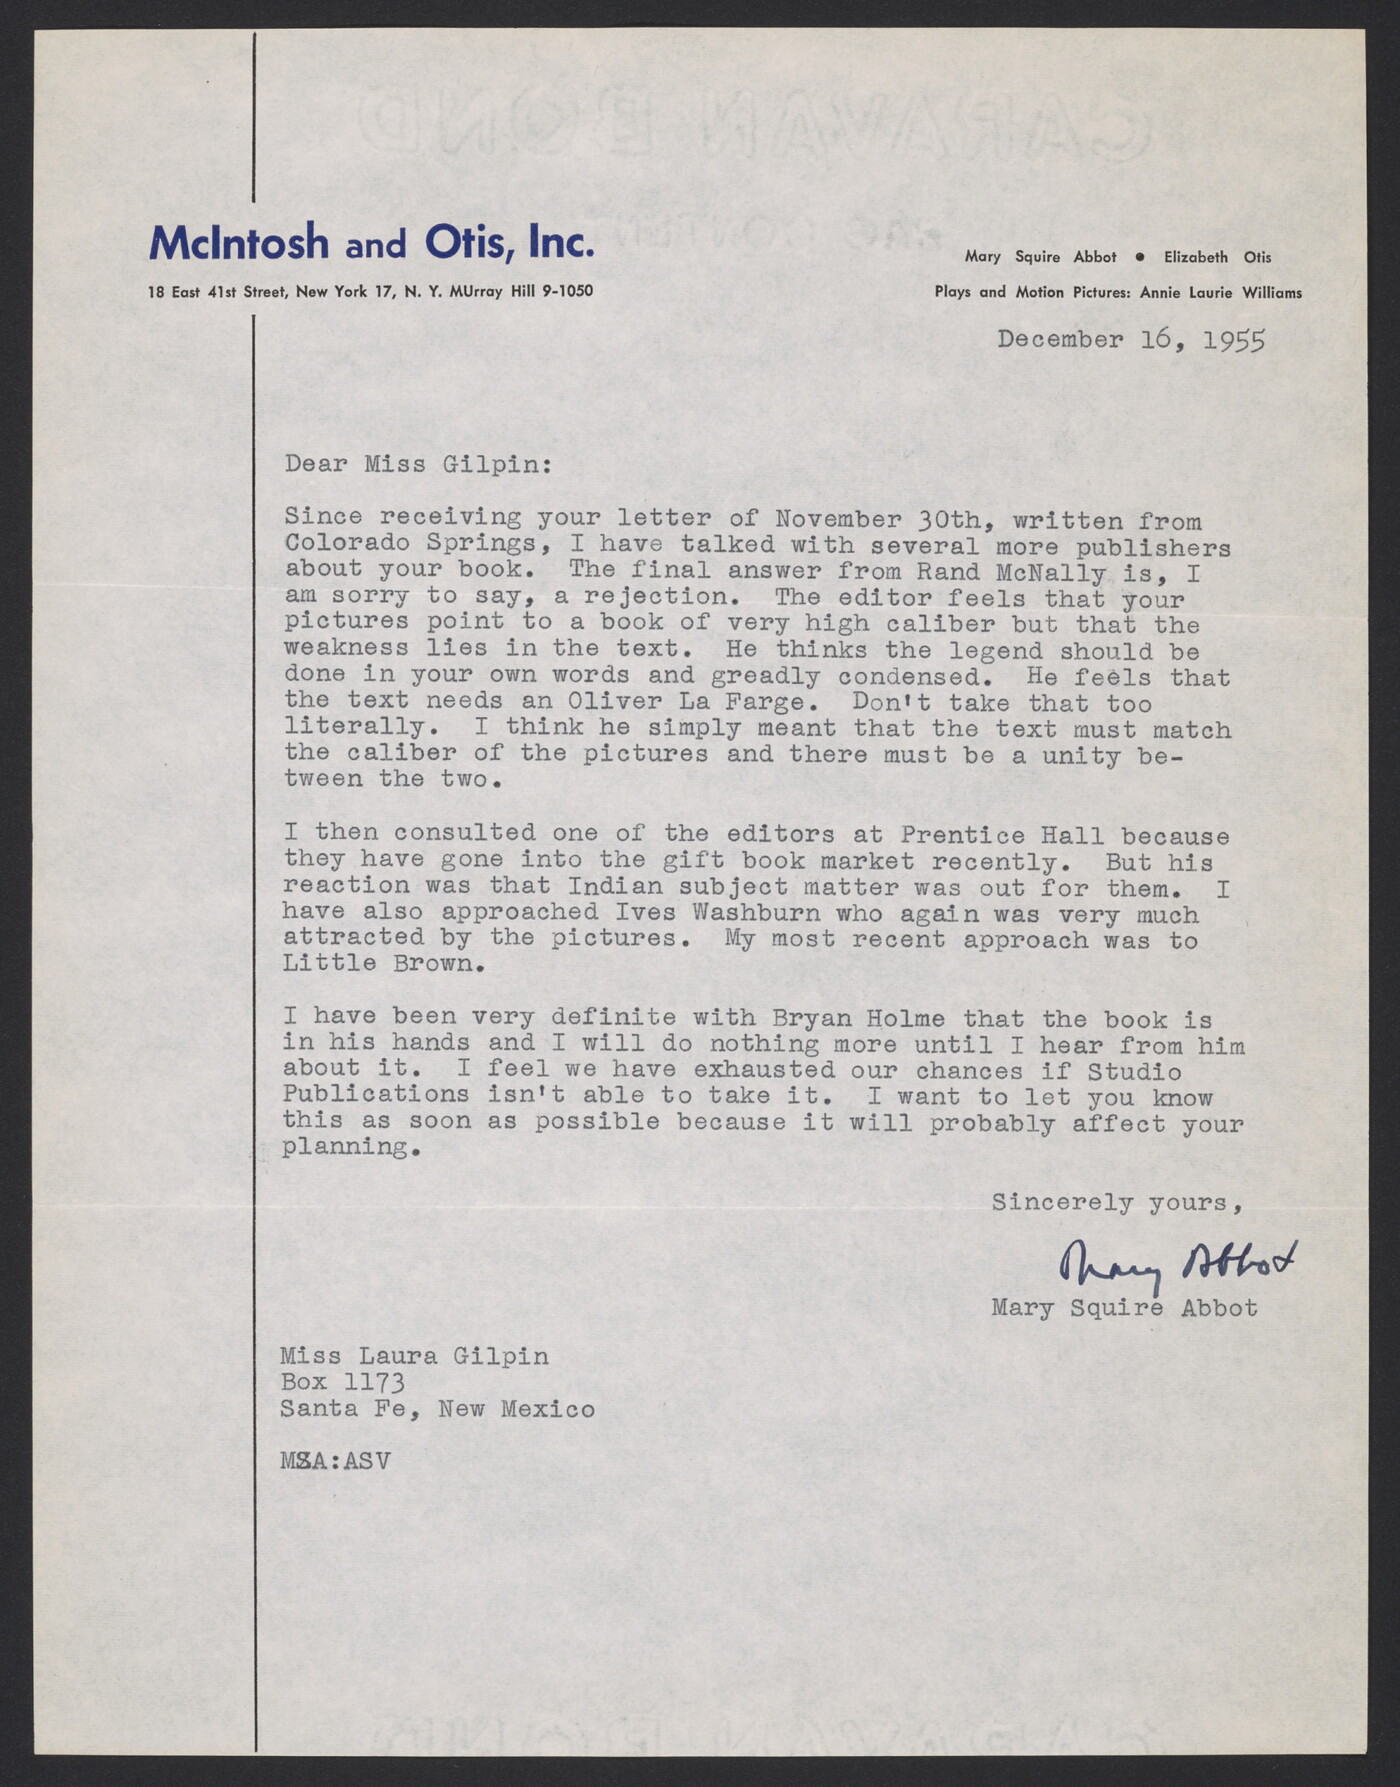 McIntosh and Otis, Inc.
18 East 41st Street, New York 17, N. Y. MUrray Hill 9-1050
Mary Squire Abbot • Elizabeth Otis
Plays and Motion Pictures: Annie Laurie Williams
December 16, 1955
Dear Miss Gilpin:
Since receiving your letter of November 30th, written from
Colorado Springs, I have talked with several more publishers
about your book.  The final answer from Rand McNally is, I
am sorry to say, a rejection.  The editor feels that your
pictures point to a book of very high caliber but that the
weakness lies in the text.  He thinks the legend should be
done in your own words and greadly condensed.  He feels that
the text needs an Oliver La Farge.  Don't take that too
literally.  I think he simply meant that the text must match
the caliber of the pictures and there must be a unity be-
tween the two.
I then consulted one of the editors at Prentice Hall because
they have gone into the gift book market recently.  But his
reaction was that Indian subject matter was out for them.  I
have also approached Ives Washburn who again was very much
attracted by the pictures.  My most recent approach was to
Little Brown.
I have been very definite with Bryan Holme that the book is
in his hands and I will do nothing more until I hear from him
about it.  I feel we have exhausted our chances if Studio
Publications isn't able to take it.  I want to let you know
this as soon as possible because it will probably affect your
planning.
Sincerely yours,
Mary Abbot
Mary Squire Abbot
Miss Laura Gilpin
Box 1173
Santa Fe, New Mexico
MSA:ASV
CARAVAN BOND